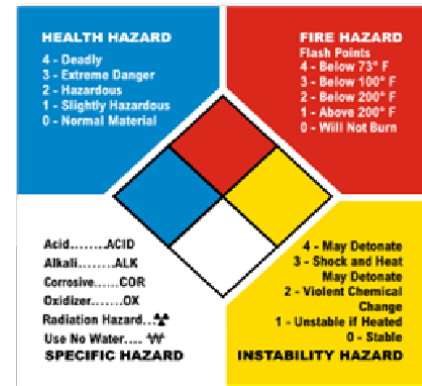 HEALTH HAZARD
4 - Deadly
3 - Extreme Danger
2 - Hazardous
1 - Slightly Hazardous
0 - Normal Material
FIRE HAZARD
Flash Points
4 - Below 73° F
3 - Below 100° F
2 - Below 200° F
1 - Above 200° F
0 - Will Not Burn
Acid........ACID
Alkali.......ALK
Corrosive......COR
Oxidizer.......OX
Radiation Hazard...
Use No Water..... W
SPECIFIC HAZARD
4 - May Detonate
3 - Shock and Heat
May Detonate
2 - Violent Chemical
Change
1 - Unstable if Heated
0 - Stable
INSTABILITY HAZARD